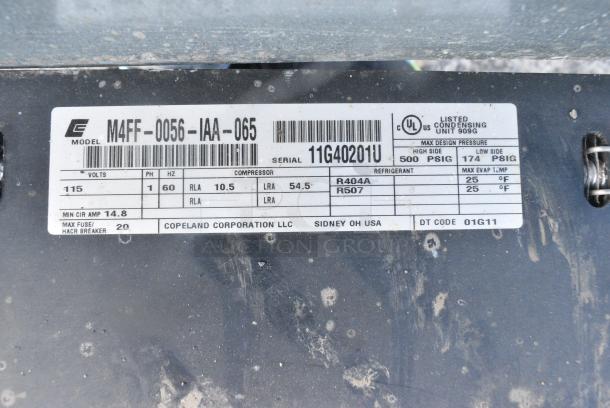 M4FF-0056-IAA-065
MODEL
SERIAL 11G40201U
C UL US LISTED CONDENSING UNIT 909G
MAX DESIGN PRESSURE
HIGH SIDE LOW SIDE
500 PSIG 174 PSIG
VOLTS PH HZ COMPRESSOR REFRIGERANT MAX EVAP TEMP
115 1 60 RLA 10.5 LRA 54.5 R404A 25 °F
RLA LRA R507 25 °F
MIN CIR AMP 14.8
MAX FUSE/ HACR BREAKER 20 COPELAND CORPORATION LLC SIDNEY OH USA DT CODE 01G11
AUCTION GROUP